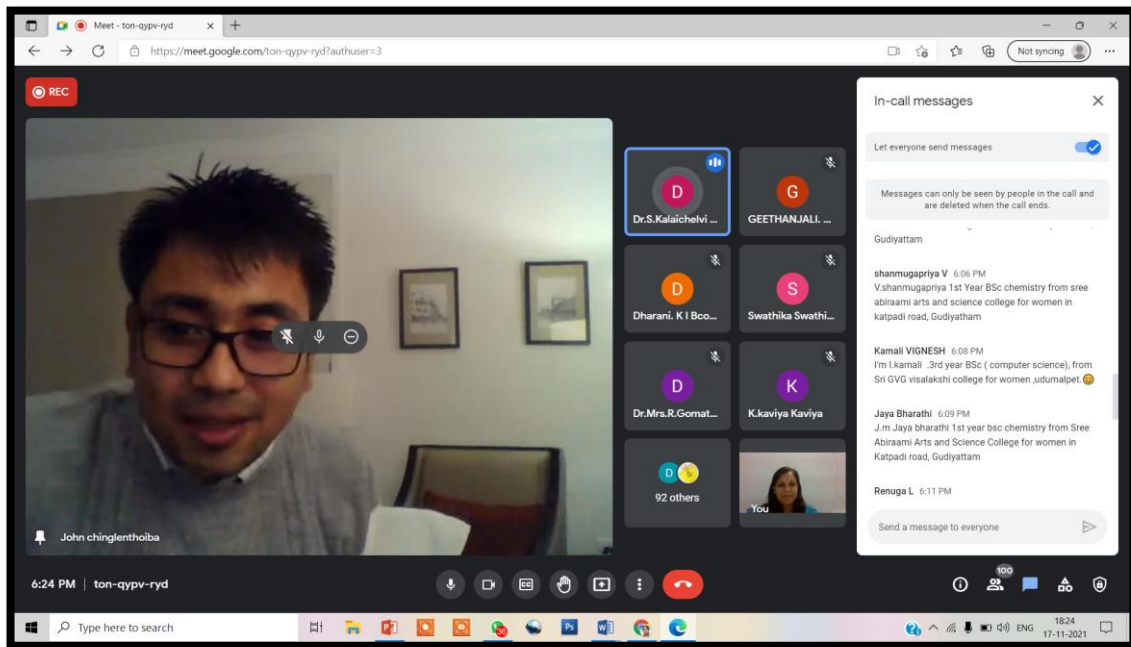 Meet - ton-qypv-ryd
https://meet.google.com/ton-qypv-ryd?authuser=3
Not syncing
REC
John chinglenthoiba
Dr.S.Kalaichelvi ...
GEETHANJALI. ...
Dharani. K I Bco...
Swathika Swathi...
Dr.Mrs.R.Gomat...
K.kaviya Kaviya
D
G
D
S
D
K
D
92 others
You
In-call messages
Let everyone send messages
Messages can only be seen by people in the call and
are deleted when the call ends.
Gudiyattam
shanmugapriya V 6:06 PM
V.shanmugapriya 1st Year BSc chemistry from sree
abiraami arts and science college for women in
katpadi road, Gudiyatham
Kamali VIGNESH 6:08 PM
I'm I.kamali .3rd year BSc ( computer science), from
Sri GVG visalakshi college for women ,udumalpet.😊
Jaya Bharathi 6:09 PM
J.m Jaya bharathi 1st year bsc chemistry from Sree
Abiraami Arts and Science College for women in
Katpadi road, Gudiyattam
Renuga L 6:11 PM
Send a message to everyone
6:24 PM | ton-qypv-ryd
CC
100
Type here to search
Ps
36
ENG
18:24
17-11-2021